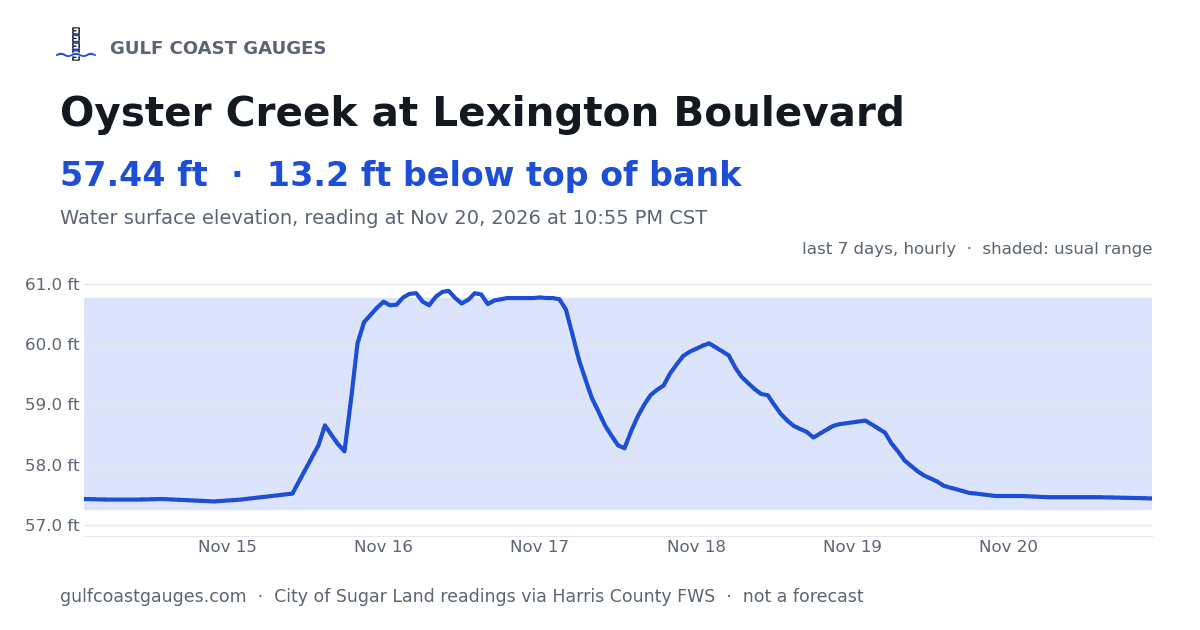 GULF COAST GAUGES
Oyster Creek at Lexington Boulevard
57.44 ft · 13.2 ft below top of bank
Water surface elevation, reading at Nov 20, 2026 at 10:55 PM CST
last 7 days, hourly · shaded: usual range
61.0 ft
60.0 ft
59.0 ft
58.0 ft
57.0 ft
Nov 15 Nov 16 Nov 17 Nov 18 Nov 19 Nov 20
gulfcoastgauges.com · City of Sugar Land readings via Harris County FWS · not a forecast